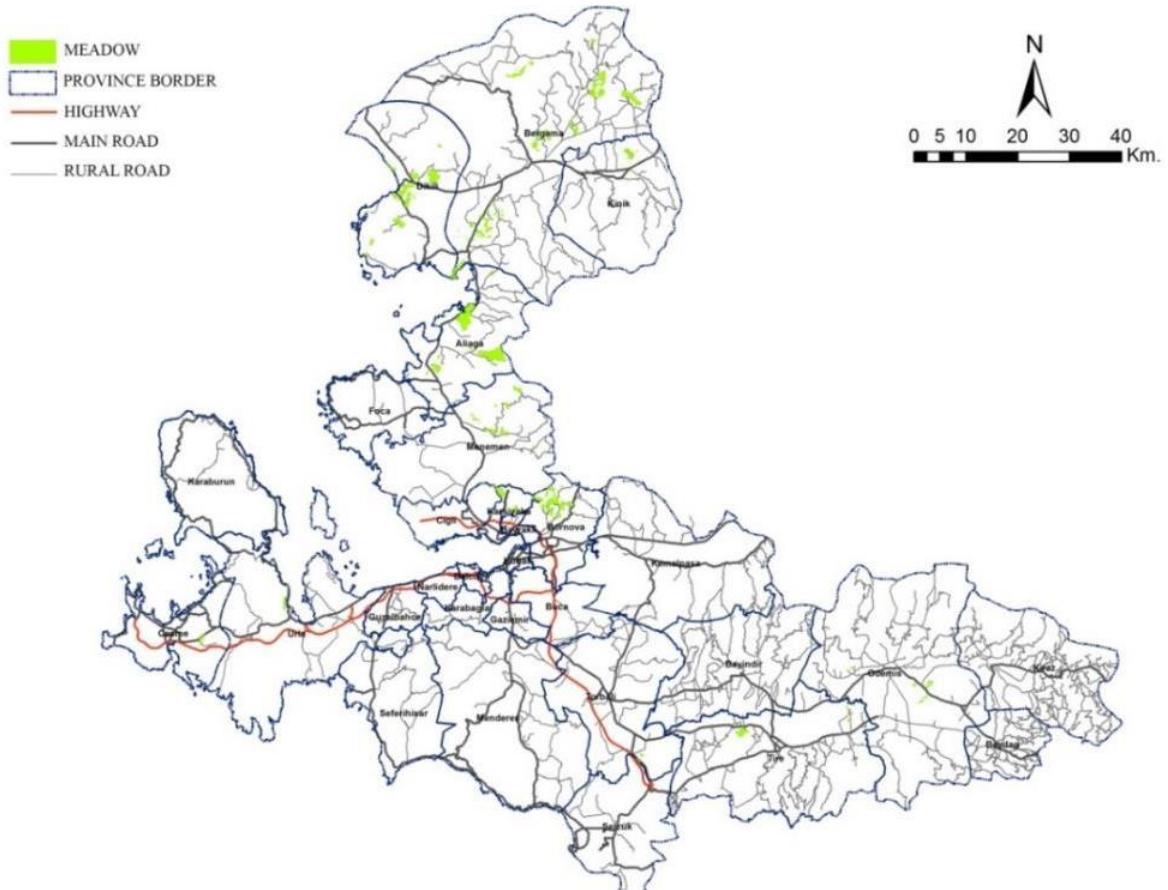 MEADOW
PROVINCE BORDER
HIGHWAY
MAIN ROAD
RURAL ROAD
N
0 5 10 20 30 40
Km.
Bergama
Kinik
Aliaga
Foca
Menemen
Karaburun
Cigli
Bornova
Kemalpasa
Narlidere
Karabaglar
Buca
Guzelbahce
Gaziemir
Urla
Cesme
Bayindir
Odemis
Kiraz
Seferihisar
Menderes
Torbali
Beydag
Tire
Selcuk